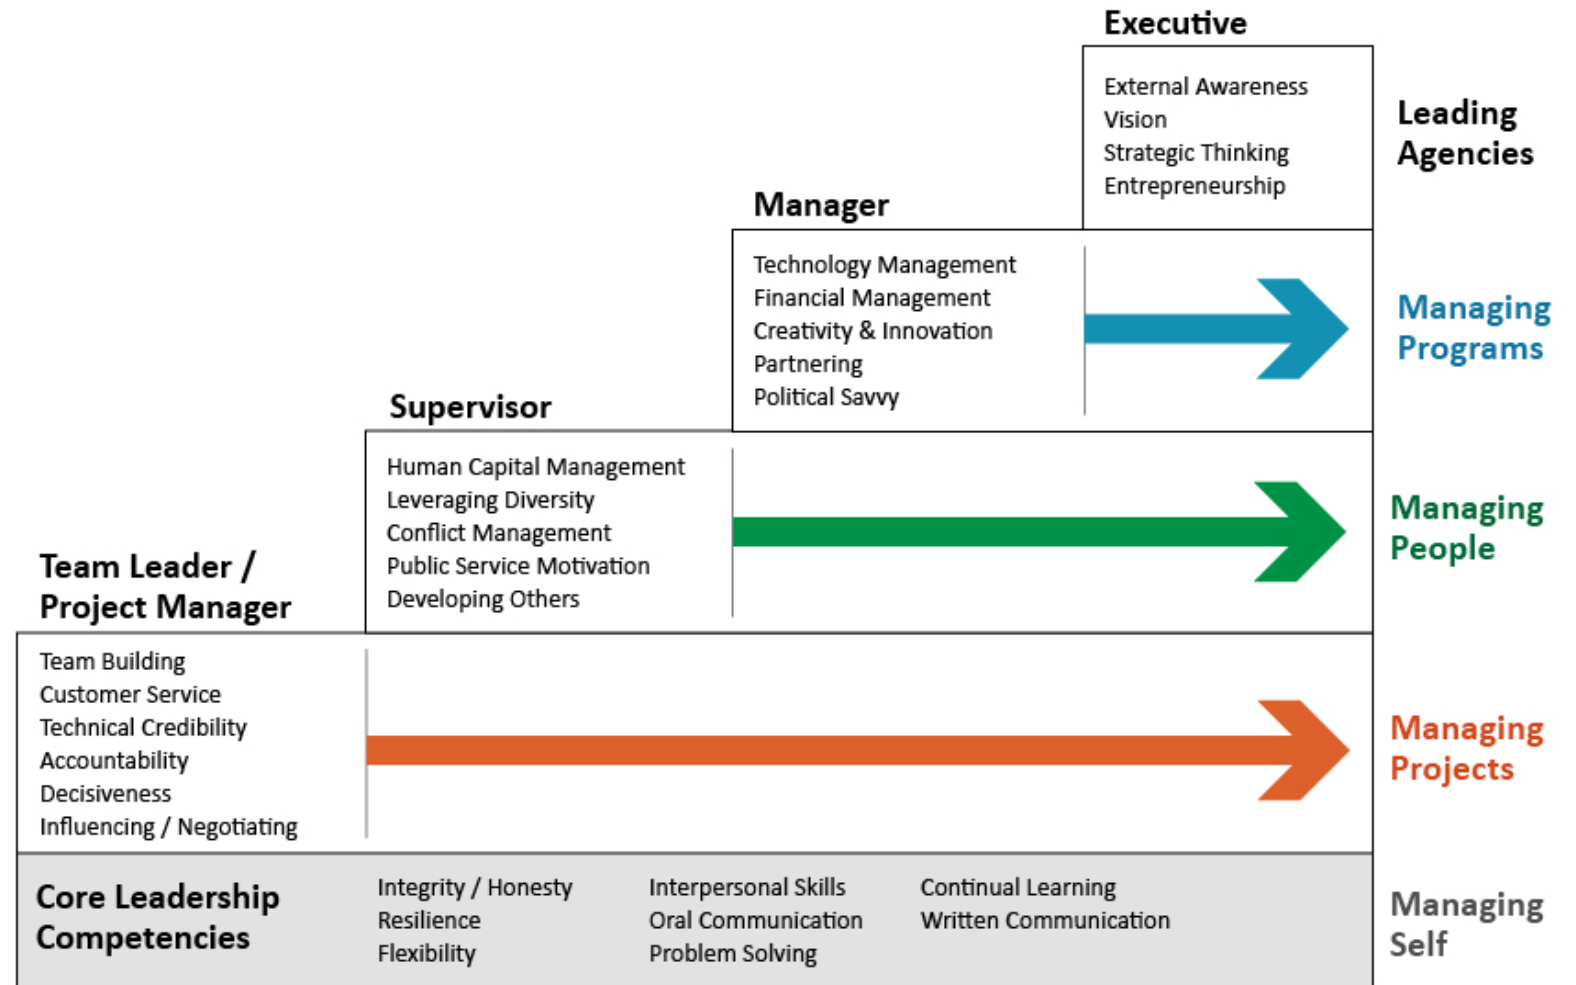 Executive
External Awareness
Vision
Strategic Thinking
Entrepreneurship
Leading
Agencies
Manager
Technology Management
Financial Management
Creativity & Innovation
Partnering
Political Savvy
Managing
Programs
Supervisor
Human Capital Management
Leveraging Diversity
Conflict Management
Public Service Motivation
Developing Others
Managing
People
Team Leader /
Project Manager
Team Building
Customer Service
Technical Credibility
Accountability
Decisiveness
Influencing / Negotiating
Managing
Projects
Core Leadership
Competencies
Integrity / Honesty
Resilience
Flexibility
Interpersonal Skills
Oral Communication
Problem Solving
Continual Learning
Written Communication
Managing
Self